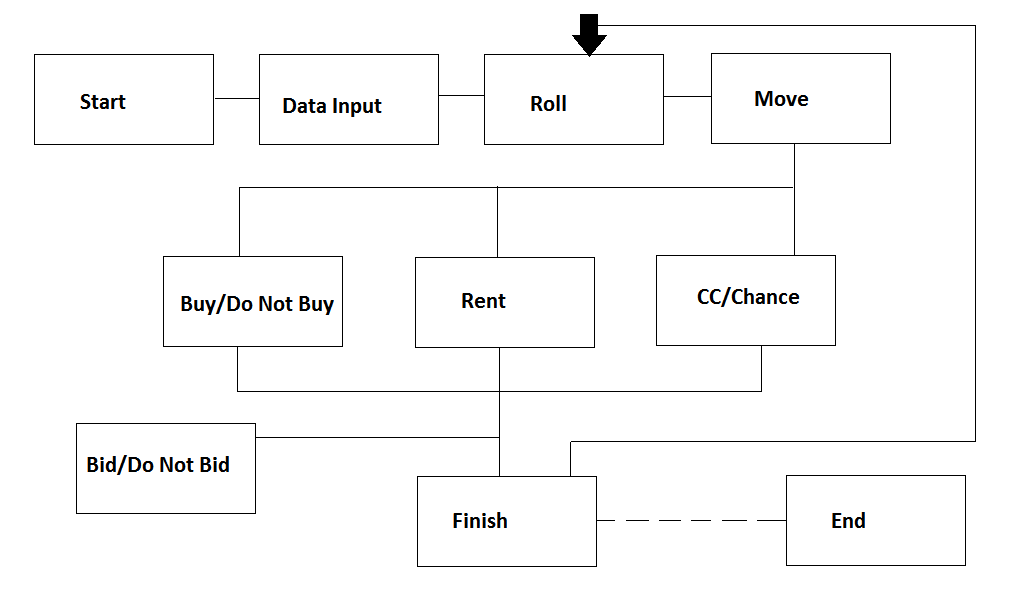 Start
Data Input
Roll
Move
Buy/Do Not Buy
Rent
CC/Chance
Bid/Do Not Bid
Finish
End